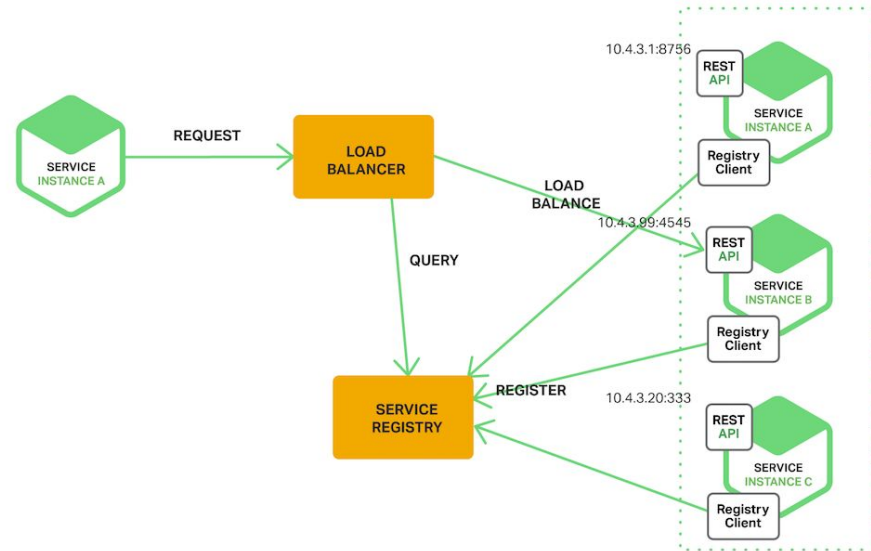 10.4.3.1:8756
REST
API
SERVICE
INSTANCE A
Registry
Client
REQUEST
LOAD
BALANCER
SERVICE
INSTANCE A
LOAD
BALANCE
10.4.3.99:4545
REST
API
SERVICE
INSTANCE B
Registry
Client
QUERY
REGISTER
SERVICE
REGISTRY
10.4.3.20:333
REST
API
SERVICE
INSTANCE C
Registry
Client